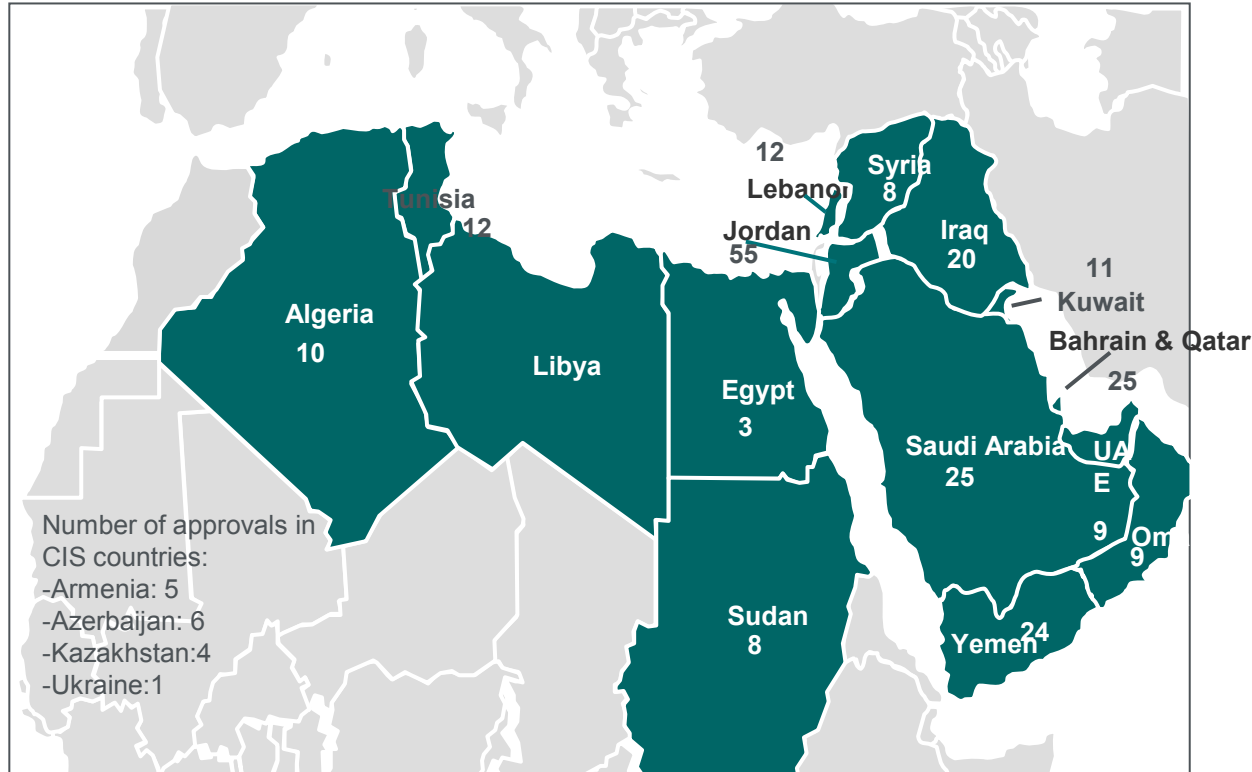 12
Syria
8
Lebanon
Tunisia
12
Jordan
55
Iraq
20
11
Kuwait
Algeria
10
Bahrain & Qatar
25
Libya
Egypt
3
Saudi Arabia
25
UA
E
9
Om
9
Number of approvals in
CIS countries:
-Armenia: 5
-Azerbaijan: 6
-Kazakhstan:4
-Ukraine:1
Sudan
8
Yemen
24